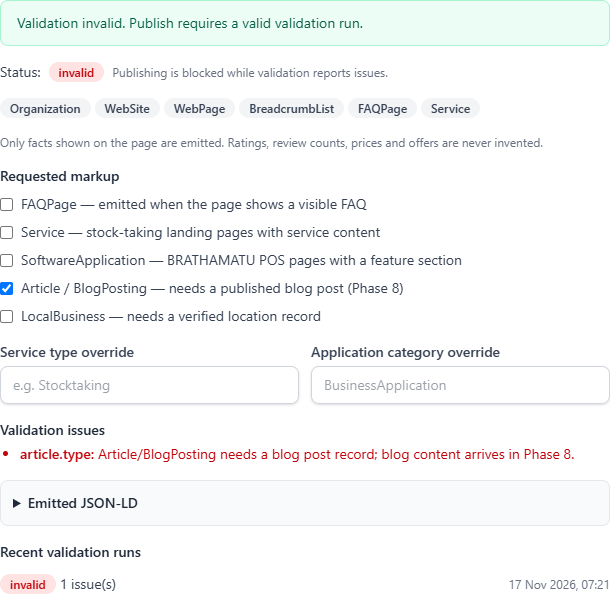 Validation invalid. Publish requires a valid validation run.
Status: invalid Publishing is blocked while validation reports issues.
Organization WebSite WebPage BreadcrumbList FAQPage Service
Only facts shown on the page are emitted. Ratings, review counts, prices and offers are never invented.
Requested markup
FAQPage — emitted when the page shows a visible FAQ
Service — stock-taking landing pages with service content
SoftwareApplication — BRATHAMATU POS pages with a feature section
Article / BlogPosting — needs a published blog post (Phase 8)
LocalBusiness — needs a verified location record
Service type override Application category override
e.g. Stocktaking BusinessApplication
Validation issues
article.type: Article/BlogPosting needs a blog post record; blog content arrives in Phase 8.
Emitted JSON-LD
Recent validation runs
invalid 1 issue(s) 17 Nov 2026, 07:21